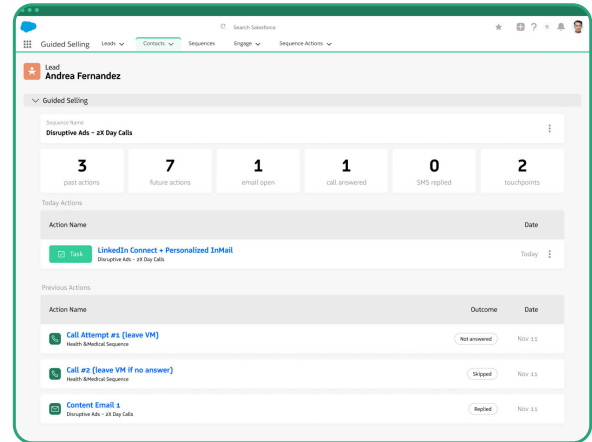 Search Salesforce
Guided Selling
Leads
Contacts
Sequences
Engage
Sequence Actions
Lead
Andrea Fernandez
Guided Selling
Sequence Name
Disruptive Ads - 2X Day Calls
3
past actions
7
future actions
1
email open
1
call answered
0
SMS replied
2
touchpoints
Today Actions
Action Name
Date
Task
LinkedIn Connect + Personalized InMail
Disruptive Ads - 2X Day Calls
Today
Previous Actions
Action Name
Outcome
Date
Call Attempt #1 (leave VM)
Health &Medical Sequence
Not answered
Nov 11
Call #2 (leave VM if no answer)
Health &Medical Sequence
Skipped
Nov 11
Content Email 1
Disruptive Ads - 2X Day Calls
Replied
Nov 11